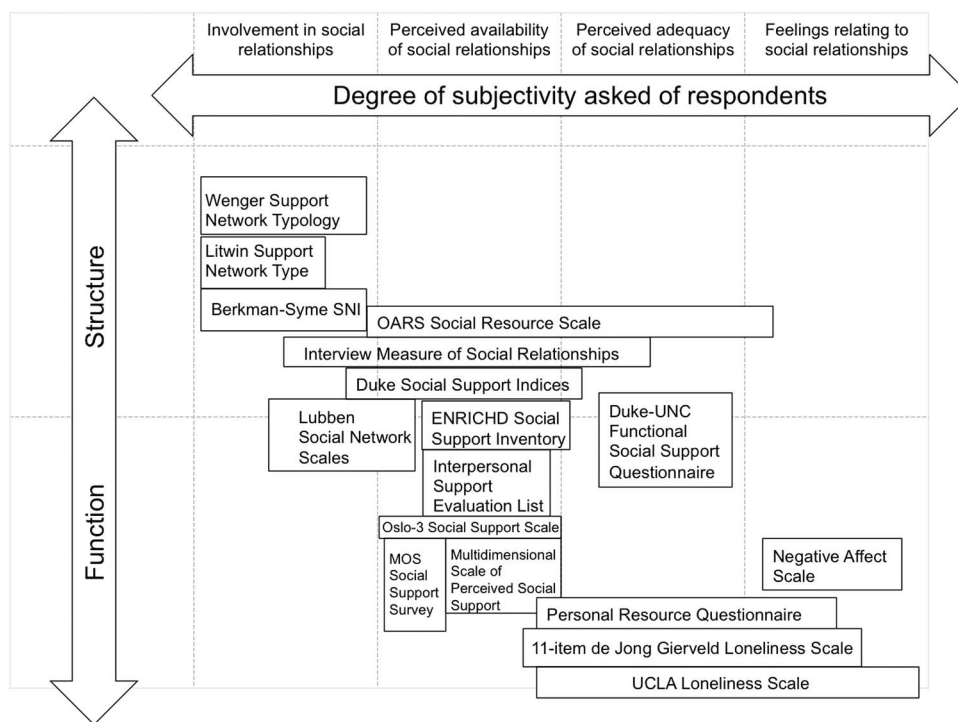 Involvement in social
relationships
Perceived availability
of social relationships
Perceived adequacy
of social relationships
Feelings relating to
social relationships
Degree of subjectivity asked of respondents
Structure
Function
Wenger Support
Network Typology
Litwin Support
Network Type
Berkman-Syme SNI
OARS Social Resource Scale
Interview Measure of Social Relationships
Duke Social Support Indices
Lubben
Social Network
Scales
ENRICHD Social
Support Inventory
Duke-UNC
Functional
Social Support
Questionnaire
Interpersonal
Support
Evaluation List
Oslo-3 Social Support Scale
MOS
Social
Support
Survey
Multidimensional
Scale of
Perceived Social
Support
Negative Affect
Scale
Personal Resource Questionnaire
11-item de Jong Gierveld Loneliness Scale
UCLA Loneliness Scale